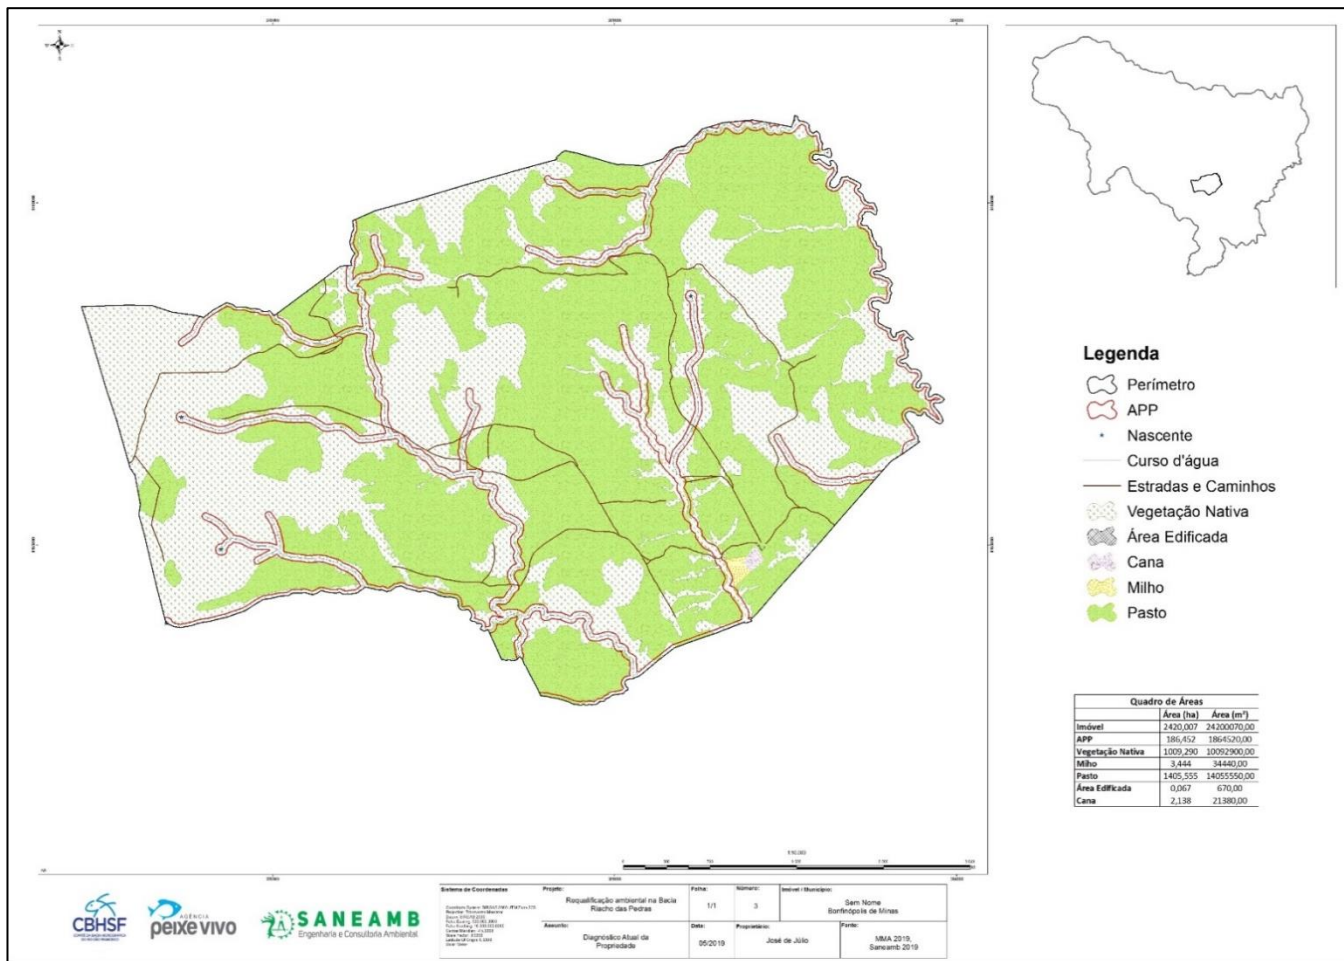 Legenda
Perímetro
APP
Nascente
Curso d'água
Estradas e Caminhos
Vegetação Nativa
Área Edificada
Cana
Milho
Pasto
Quadro de Áreas
Área (ha) Área (m²)
Imóvel 2420,007 24200070,00
APP 186,452 1864520,00
Vegetação Nativa 1009,290 10092900,00
Miho 3,444 34440,00
Pasto 1405,555 14055550,00
Área Edificada 0,067 670,00
Cana 2,138 21380,00
CBHSF
AGÊNCIA
peixe vivo
SANEAMB
Engenharia e Consultoria Ambiental
Sistema de Coordenadas
Projeto:
Requalificação ambiental na Bacia
Riacho das Pedras
Assunto:
Diagnóstico Atual da
Propriedade
Folha:
1/1
Número:
3
Imóvel / Município:
Sem Nome
Bonfinópolis de Minas
Data:
05/2019
Proprietário:
José de Júlio
Fonte:
MMA 2019;
Saneamb 2019